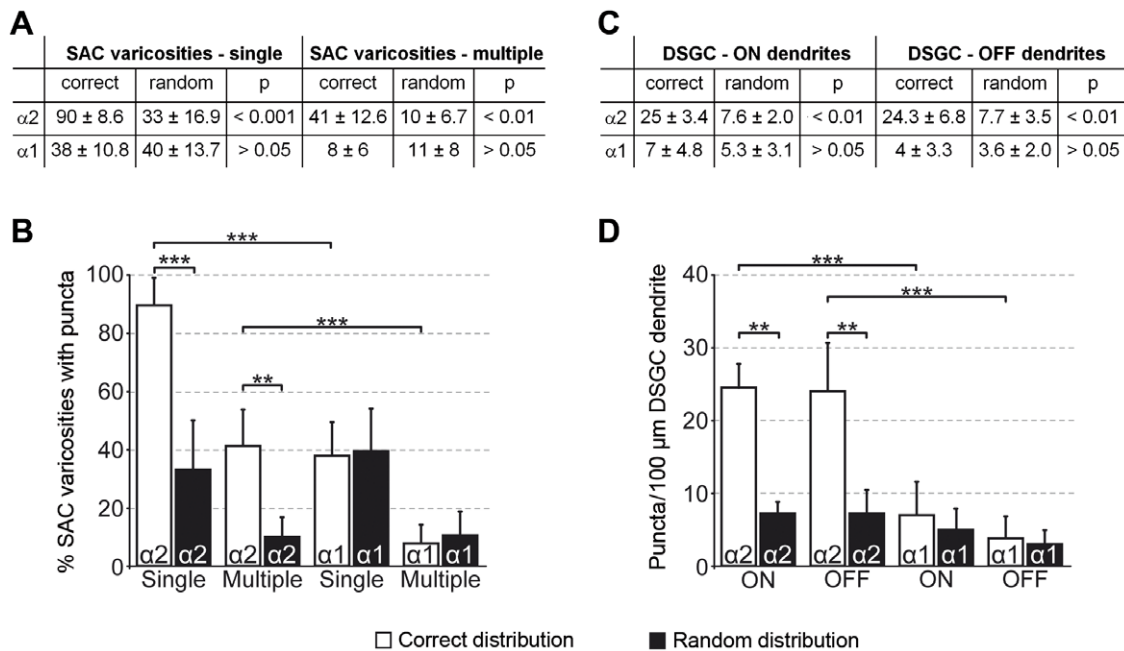 A
SAC varicosities - single SAC varicosities - multiple
correct random p correct random p
α2 90 ± 8.6 33 ± 16.9 < 0.001 41 ± 12.6 10 ± 6.7 < 0.01
α1 38 ± 10.8 40 ± 13.7 > 0.05 8 ± 6 11 ± 8 > 0.05
C
DSGC - ON dendrites DSGC - OFF dendrites
correct random p correct random p
α2 25 ± 3.4 7.6 ± 2.0 < 0.01 24.3 ± 6.8 7.7 ± 3.5 < 0.01
α1 7 ± 4.8 5.3 ± 3.1 > 0.05 4 ± 3.3 3.6 ± 2.0 > 0.05
B
% SAC varicosities with puncta
100
80
60
40
20
0
***
***
***
**
α2 α2 α2 α2 α1 α1 α1 α1
Single Multiple Single Multiple
D
Puncta/100 µm DSGC dendrite
40
30
20
10
0
***
***
** **
α2 α2 α2 α2 α1 α1 α1 α1
ON OFF ON OFF
Correct distribution Random distribution